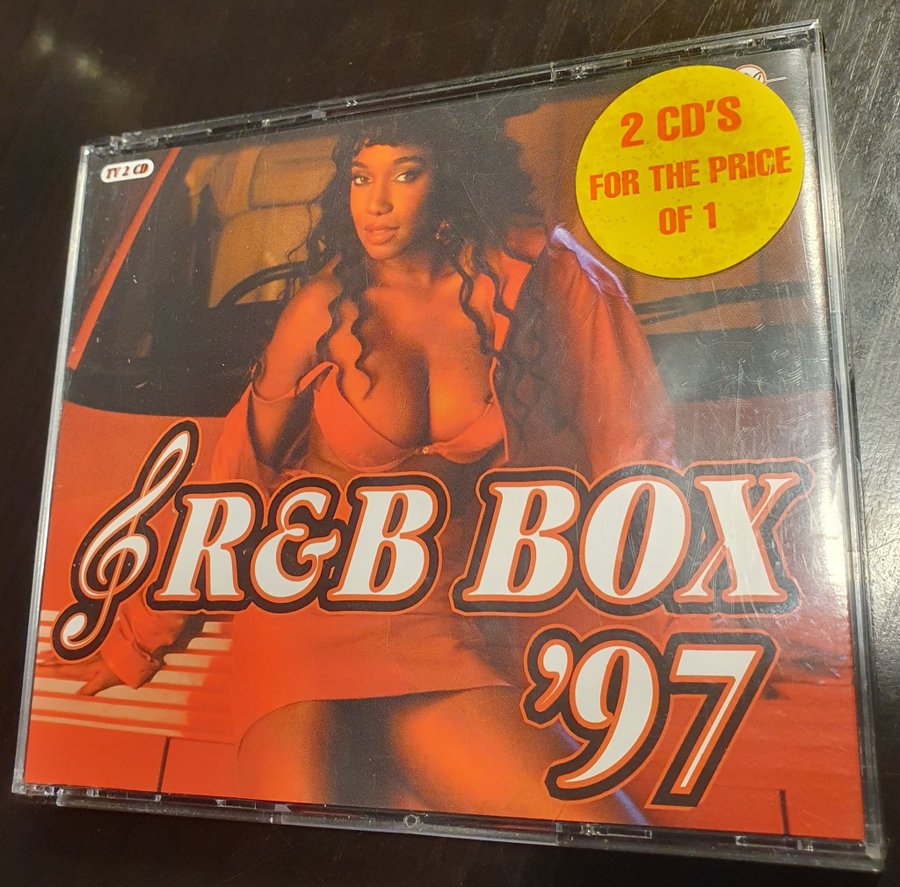 TV 2 CD
2 CD'S
FOR THE PRICE
OF 1
R&B BOX
'97